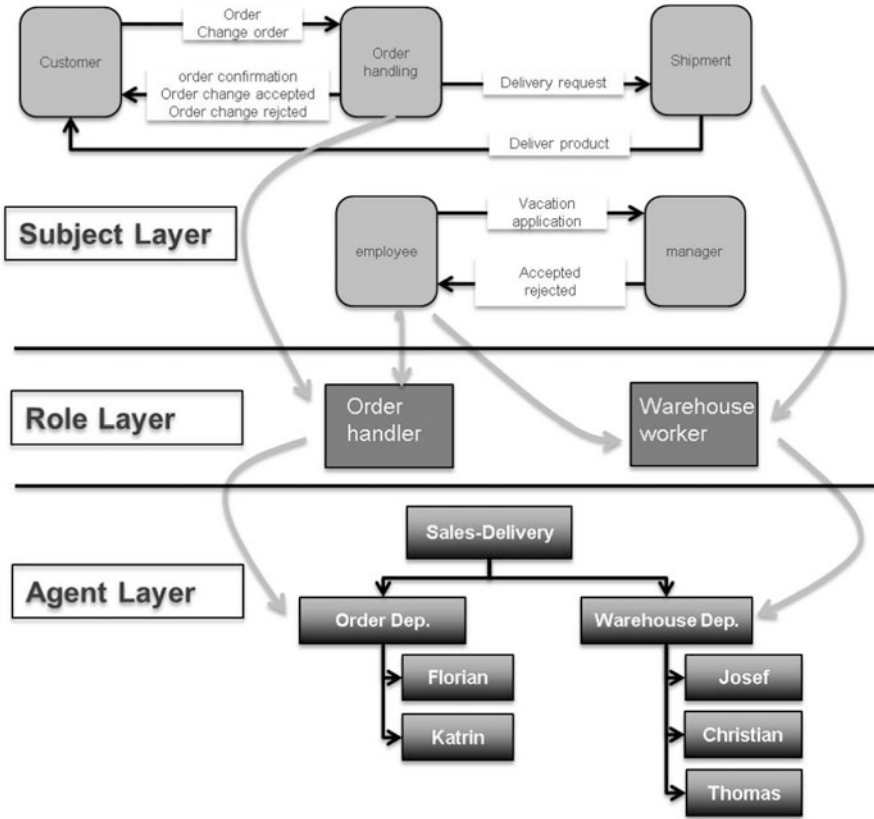 Order
Change order
Customer
Order
handling
Shipment
order confirmation
Order change accepted
Order change rejcted
Delivery request
Deliver product
Subject Layer
Vacation
application
employee
manager
Accepted
rejected
Role Layer
Order
handler
Warehouse
worker
Sales-Delivery
Agent Layer
Order Dep.
Warehouse Dep.
Florian
Josef
Katrin
Christian
Thomas